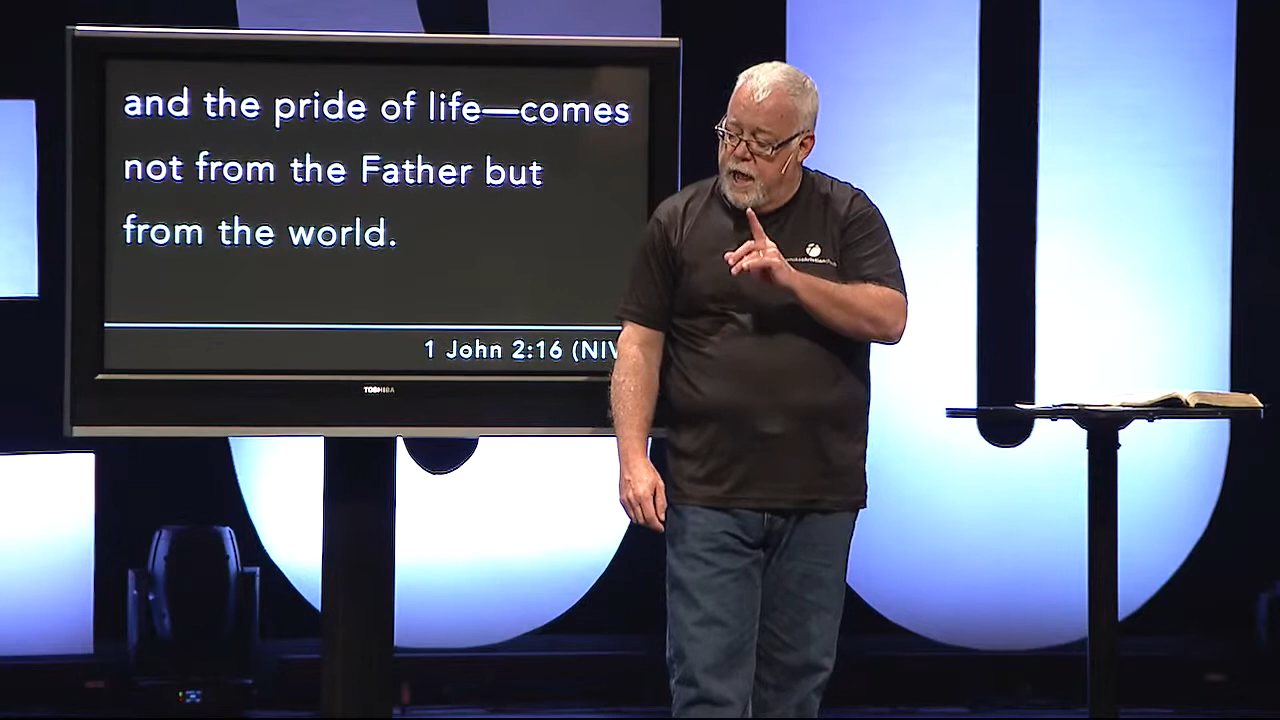 and the pride of life—comes
not from the Father but
from the world.
1 John 2:16 (NIV
TOSHIBA